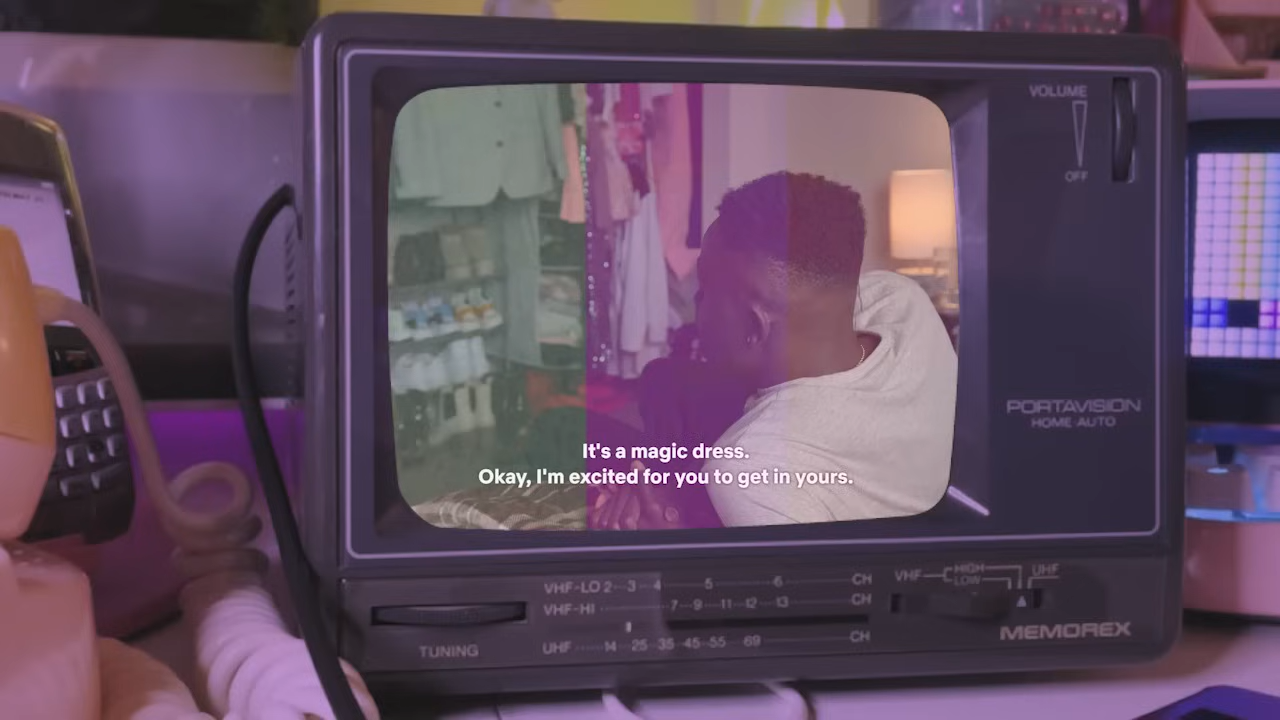 VOLUME
OFF
It's a magic dress.
Okay, I'm excited for you to get in yours.
PORTAVISION
HOME·AUTO
VHF-LO 2 3 4 5 6 CH
VHF-HI 7 9 11 12 13 CH
UHF 14 25 35 45 55 69 CH
TUNING
VHF HIGH LOW UHF
MEMOREX